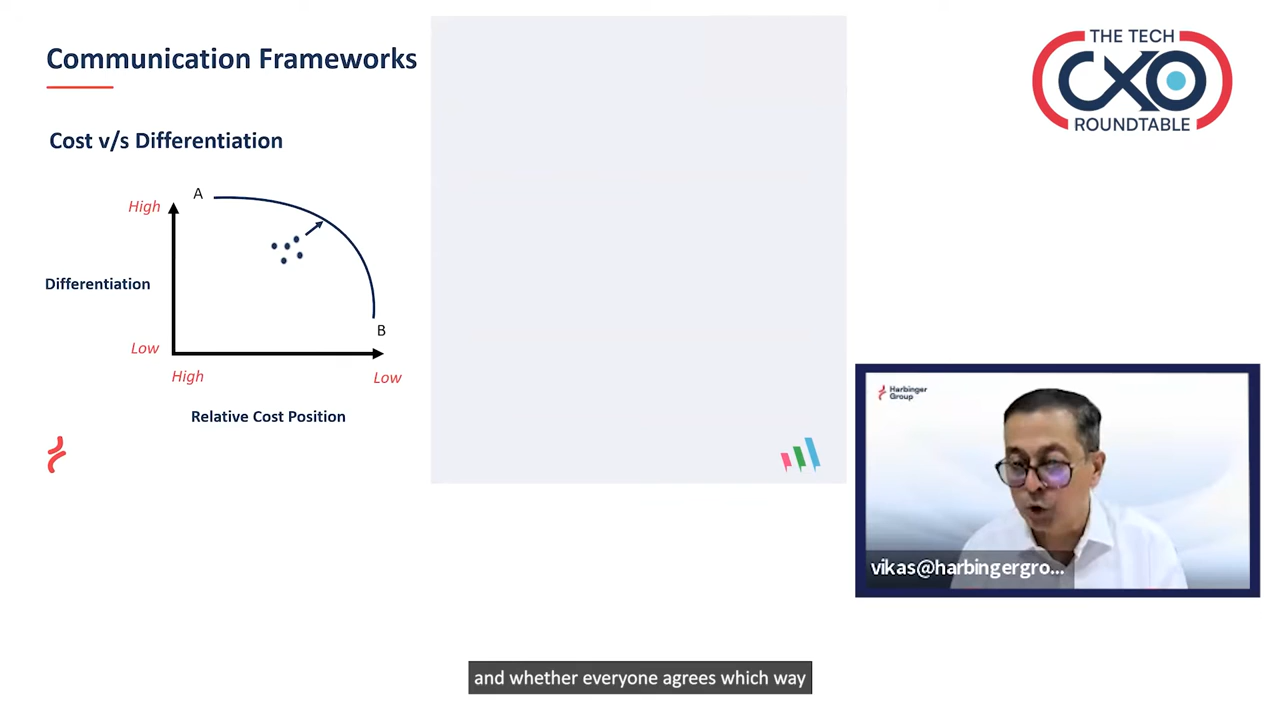 Communication Frameworks
THE TECH
CXO
ROUNDTABLE
Cost v/s Differentiation
A
High
Differentiation
B
Low
High
Low
Relative Cost Position
Harbinger
Group
vikas@harbingergro...
and whether everyone agrees which way